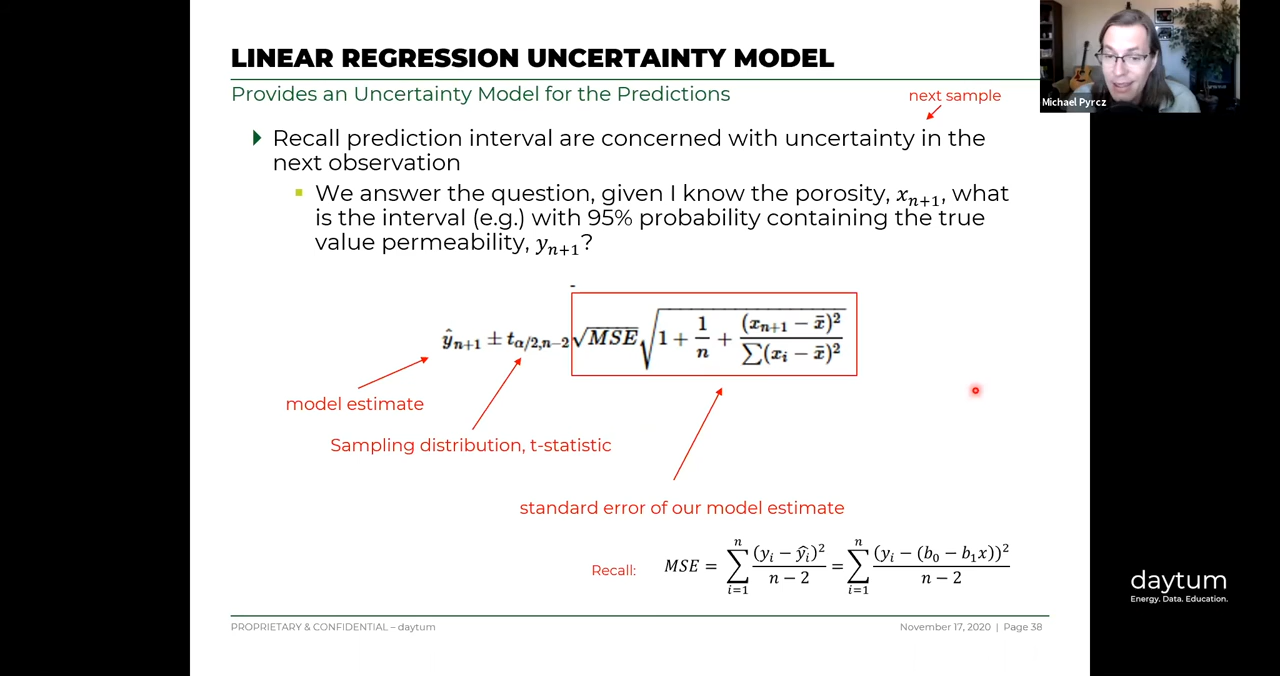 LINEAR REGRESSION UNCERTAINTY MODEL
Provides an Uncertainty Model for the Predictions
next sample
Michael Pyrcz
Recall prediction interval are concerned with uncertainty in the
next observation
We answer the question, given I know the porosity, xₙ₊₁, what
is the interval (e.g.) with 95% probability containing the true
value permeability, yₙ₊₁?
ŷₙ₊₁ ± t_{α/2,n−2} √MSE √(1 + 1/n + (xₙ₊₁ − x̄)²/∑(xᵢ − x̄)²)
model estimate
Sampling distribution, t-statistic
standard error of our model estimate
Recall: MSE = ∑_{i=1}^{n} (yᵢ − ŷᵢ)²/(n − 2) = ∑_{i=1}^{n} (yᵢ − (b₀ − b₁x))²/(n − 2)
daytum
Energy. Data. Education.
PROPRIETARY & CONFIDENTIAL – daytum
November 17, 2020 | Page 38